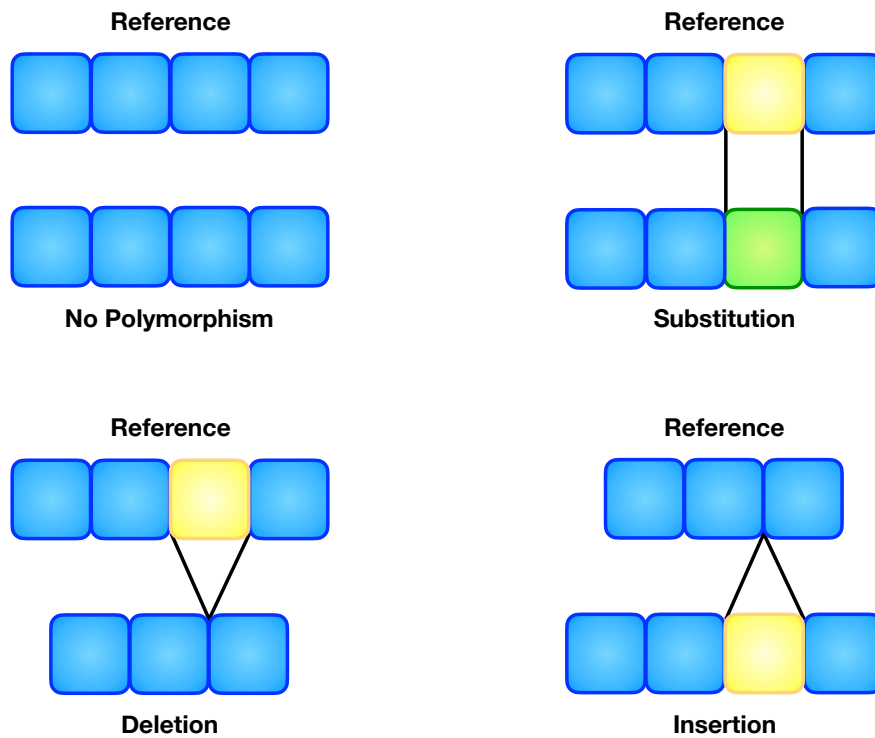 Reference
Reference
No Polymorphism
Substitution
Reference
Reference
Deletion
Insertion